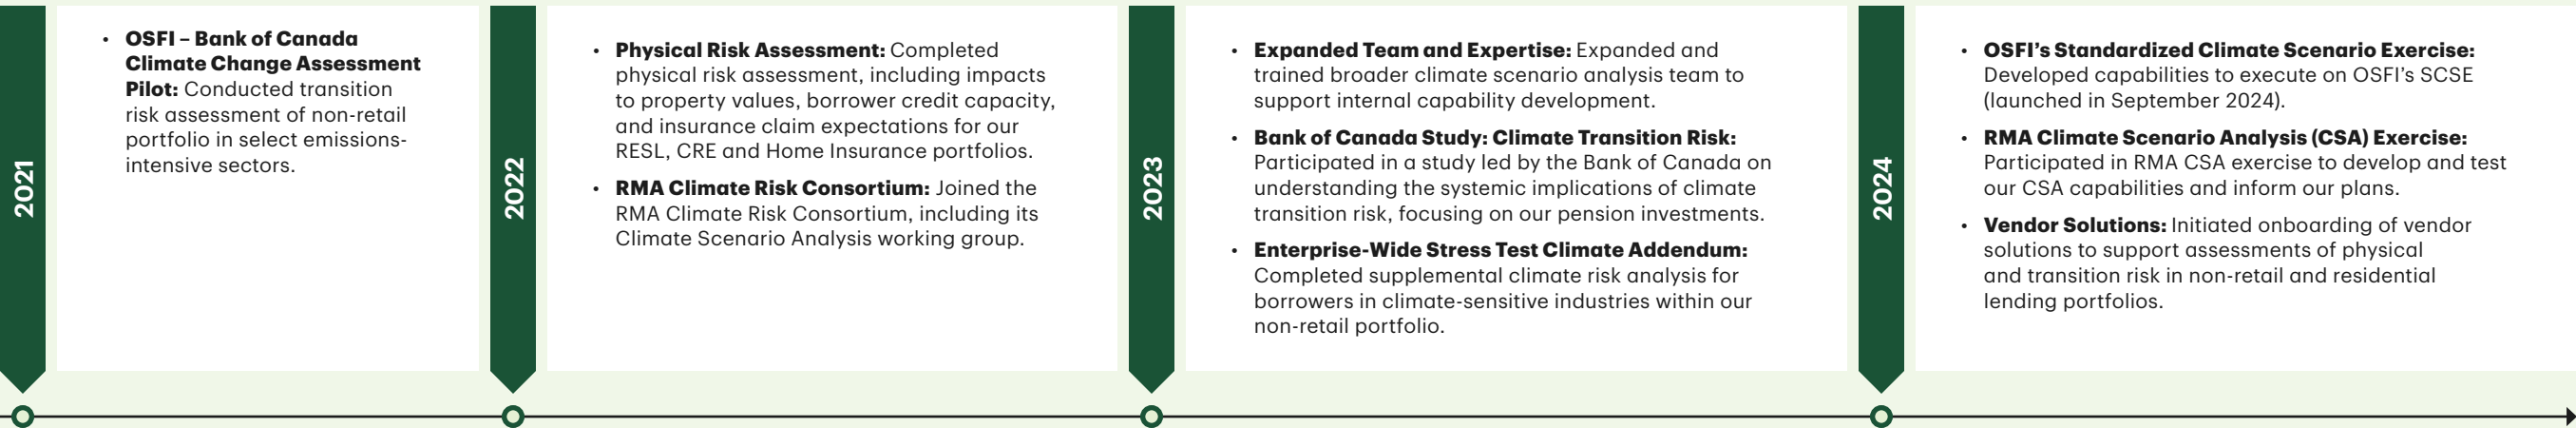 2021
• OSFI – Bank of Canada
Climate Change Assessment
Pilot: Conducted transition
risk assessment of non-retail
portfolio in select emissions-
intensive sectors.
2022
• Physical Risk Assessment: Completed
physical risk assessment, including impacts
to property values, borrower credit capacity,
and insurance claim expectations for our
RESL, CRE and Home Insurance portfolios.
• RMA Climate Risk Consortium: Joined the
RMA Climate Risk Consortium, including its
Climate Scenario Analysis working group.
2023
• Expanded Team and Expertise: Expanded and
trained broader climate scenario analysis team to
support internal capability development.
• Bank of Canada Study: Climate Transition Risk:
Participated in a study led by the Bank of Canada on
understanding the systemic implications of climate
transition risk, focusing on our pension investments.
• Enterprise-Wide Stress Test Climate Addendum:
Completed supplemental climate risk analysis for
borrowers in climate-sensitive industries within our
non-retail portfolio.
2024
• OSFI’s Standardized Climate Scenario Exercise:
Developed capabilities to execute on OSFI’s SCSE
(launched in September 2024).
• RMA Climate Scenario Analysis (CSA) Exercise:
Participated in RMA CSA exercise to develop and test
our CSA capabilities and inform our plans.
• Vendor Solutions: Initiated onboarding of vendor
solutions to support assessments of physical
and transition risk in non-retail and residential
lending portfolios.